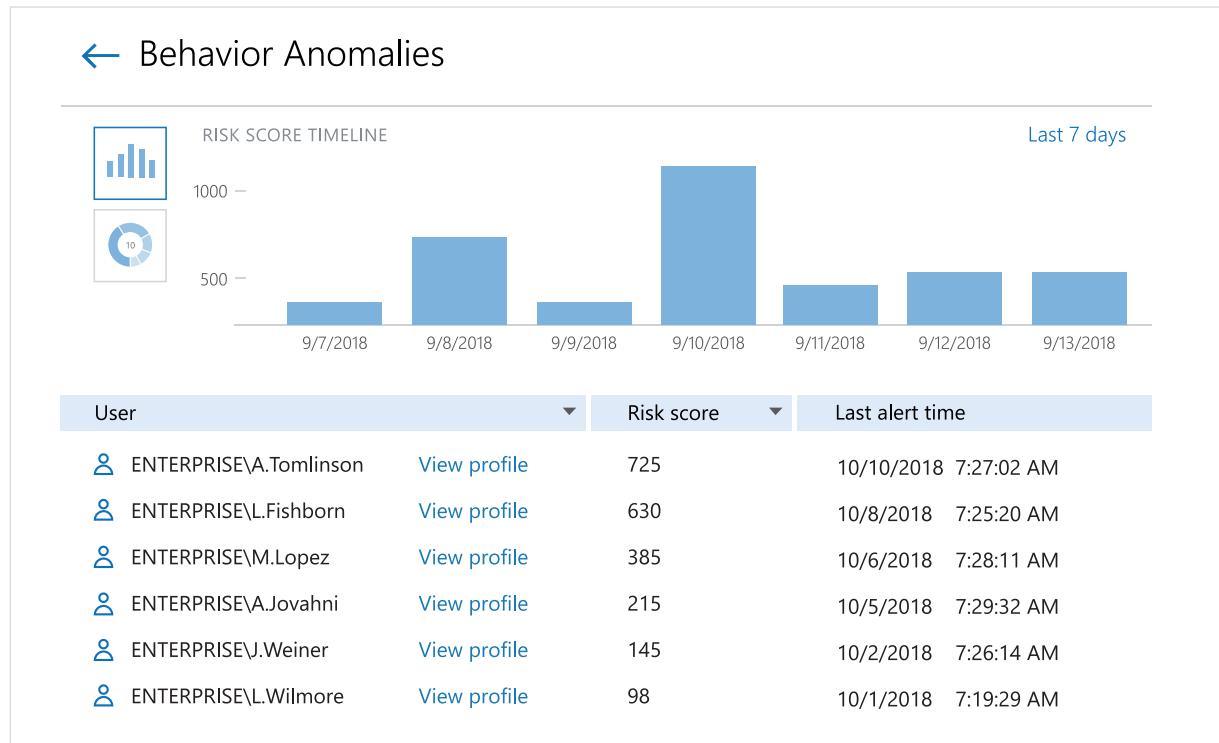 Behavior Anomalies
RISK SCORE TIMELINE Last 7 days
1000
500
9/7/2018 9/8/2018 9/9/2018 9/10/2018 9/11/2018 9/12/2018 9/13/2018
10
User Risk score Last alert time
ENTERPRISE\A.Tomlinson View profile 725 10/10/2018 7:27:02 AM
ENTERPRISE\L.Fishborn View profile 630 10/8/2018 7:25:20 AM
ENTERPRISE\M.Lopez View profile 385 10/6/2018 7:28:11 AM
ENTERPRISE\A.Jovahni View profile 215 10/5/2018 7:29:32 AM
ENTERPRISE\J.Weiner View profile 145 10/2/2018 7:26:14 AM
ENTERPRISE\L.Wilmore View profile 98 10/1/2018 7:19:29 AM